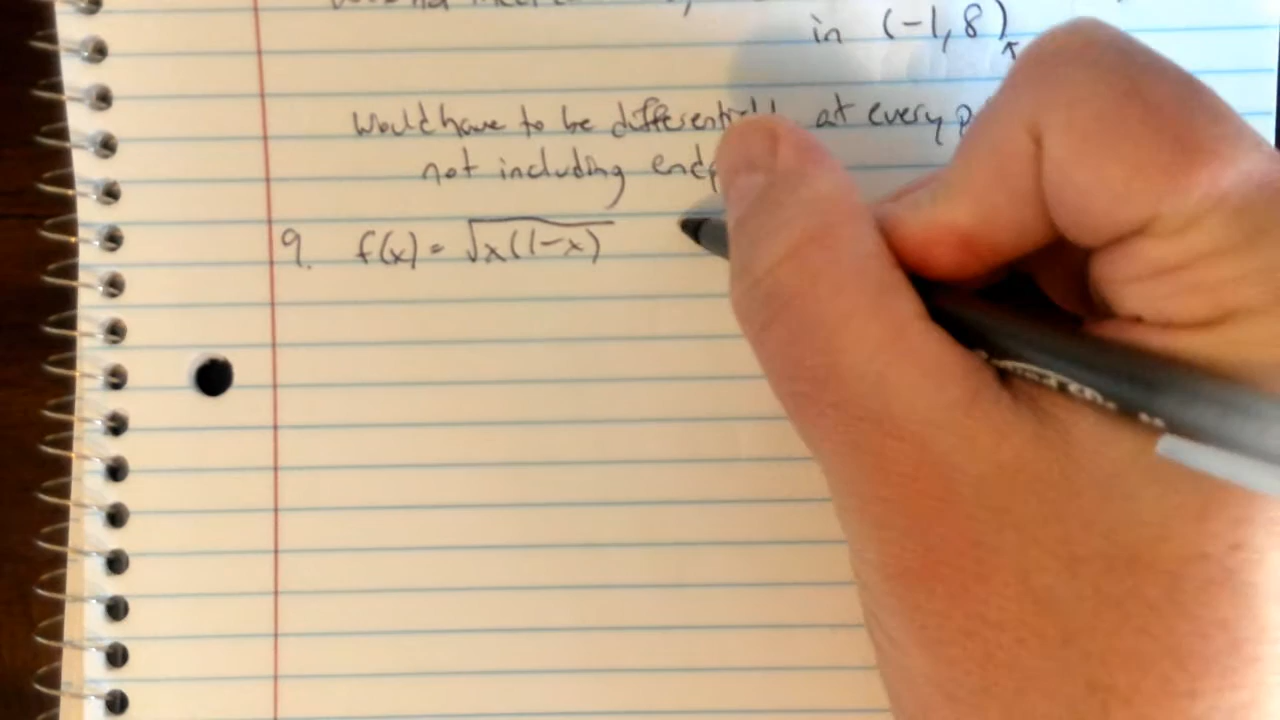 in (-1,8)
Would have to be at every
not including
9. f(x) = √x(1-x)